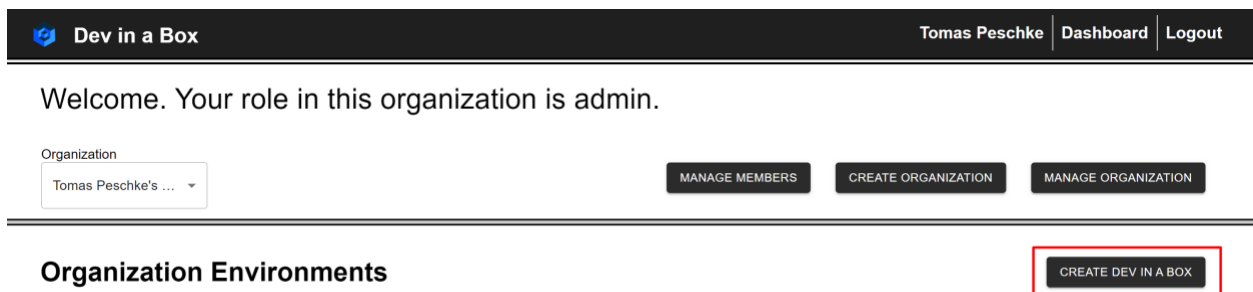 Dev in a Box
Tomas Peschke Dashboard Logout
Welcome. Your role in this organization is admin.
Organization
Tomas Peschke's ...
MANAGE MEMBERS CREATE ORGANIZATION MANAGE ORGANIZATION
Organization Environments
CREATE DEV IN A BOX